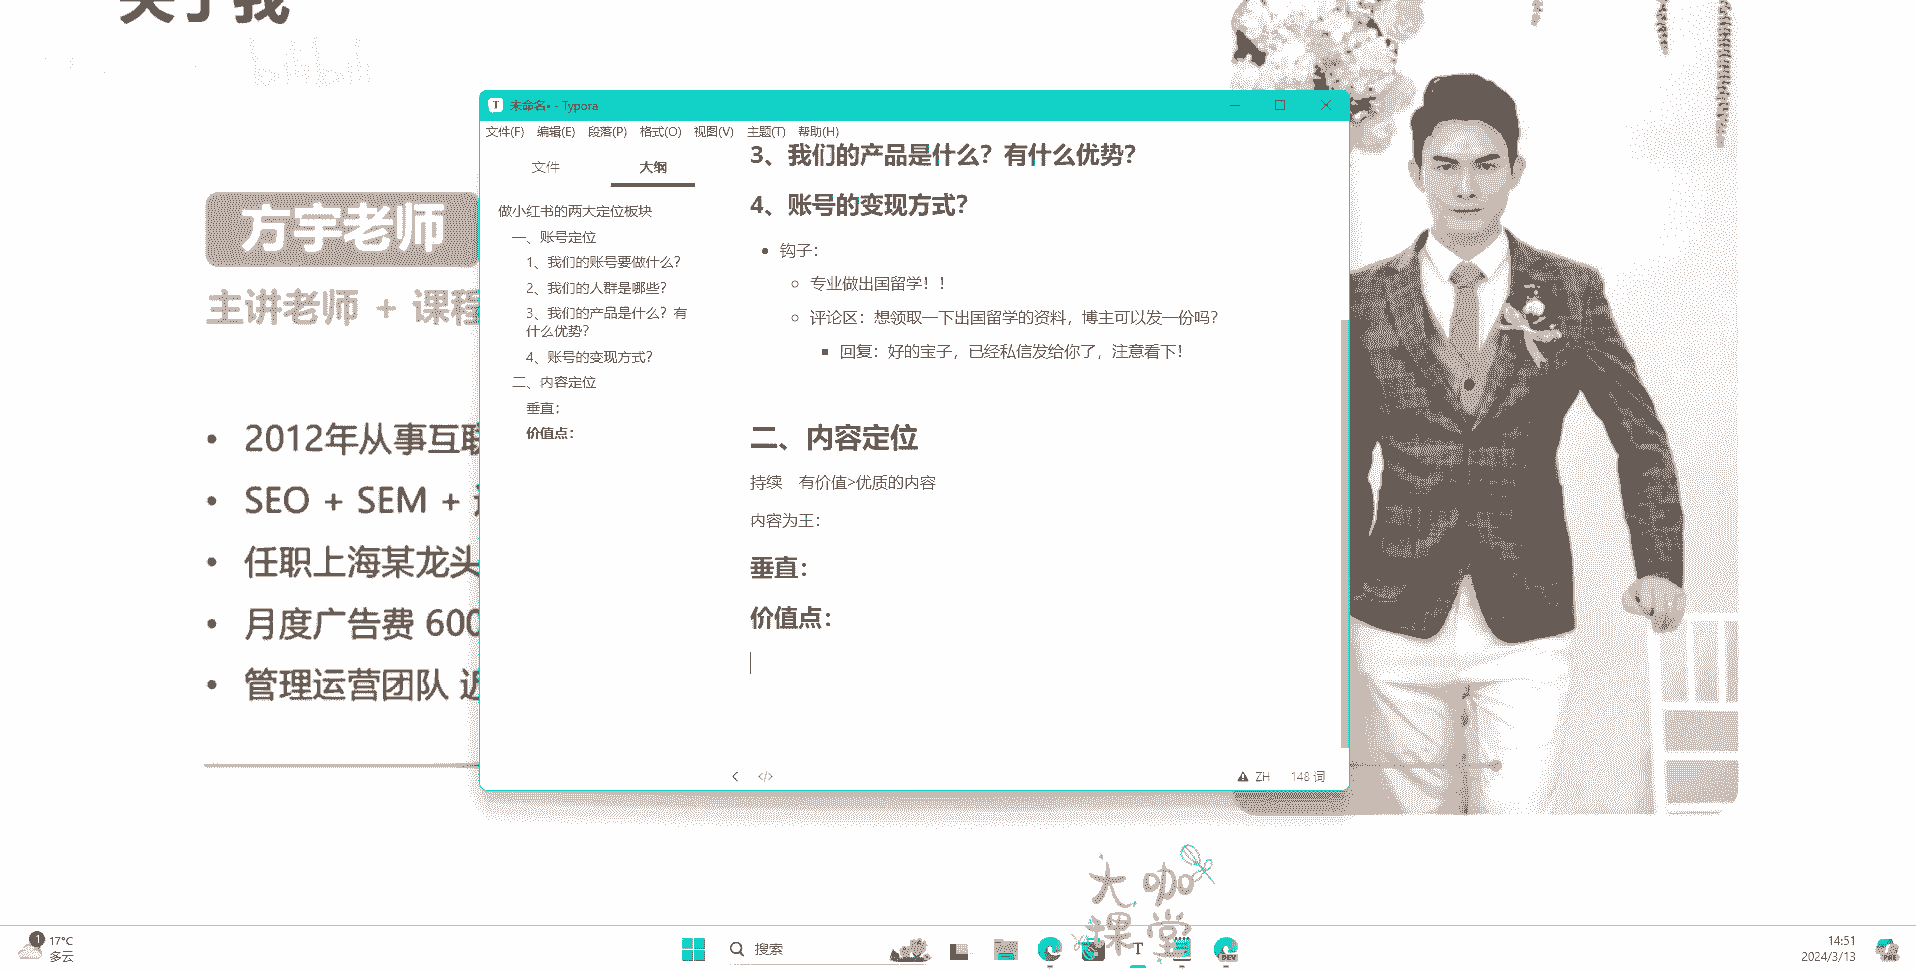 关于我
bilibili
未命名• - Typora
文件(F) 编辑(E) 段落(P) 格式(O) 视图(V) 主题(T) 帮助(H)
文件 大纲
做小红书的两大定位板块
一、账号定位
1、我们的账号要做什么？
2、我们的人群是哪些？
3、我们的产品是什么？有
什么优势？
4、账号的变现方式？
二、内容定位
垂直：
价值点：
3、我们的产品是什么？有什么优势？
4、账号的变现方式？
• 钩子：
专业做出国留学！！
评论区：想领取一下出国留学的资料，博主可以发一份吗？
回复：好的宝子，已经私信发给你了，注意看下！
二、内容定位
持续 有价值>优质的内容
内容为王：
垂直：
价值点：
ZH 148 词
方宇老师
主讲老师 + 课程
• 2012年从事互联
• SEO + SEM +
• 任职上海某龙头
• 月度广告费 600
• 管理运营团队 近
大咖
课堂
1 17°C
多云
搜索
T
DEV
14:51
2024/3/13
PRE